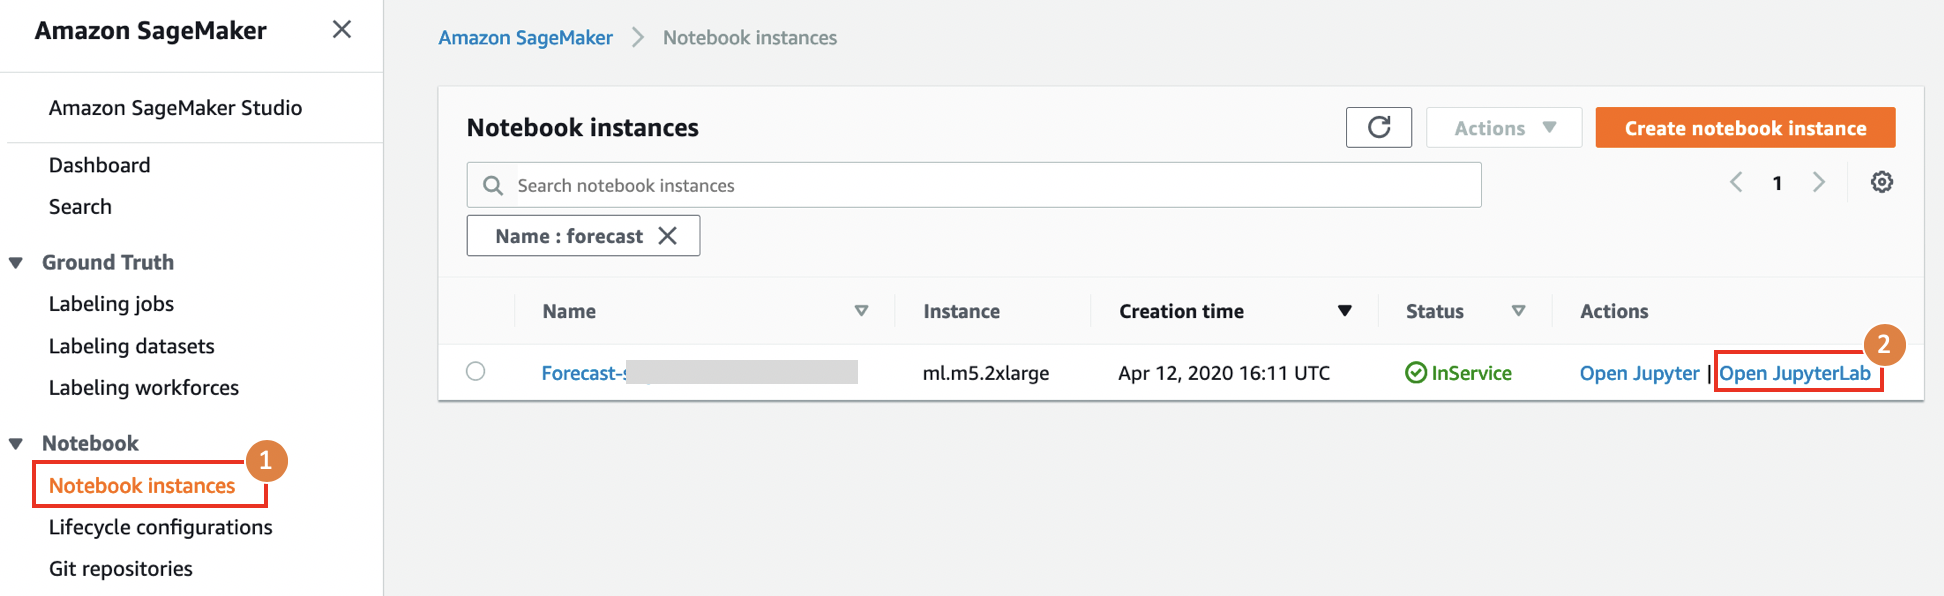 Amazon SageMaker
Amazon SageMaker Studio
Dashboard
Search
Ground Truth
Labeling jobs
Labeling datasets
Labeling workforces
Notebook
1
Notebook instances
Lifecycle configurations
Git repositories
Amazon SageMaker > Notebook instances
Notebook instances
Actions
Create notebook instance
Search notebook instances
1
Name : forecast
Name Instance Creation time Status Actions
2
Forecast- ml.m5.2xlarge Apr 12, 2020 16:11 UTC InService Open Jupyter | Open JupyterLab